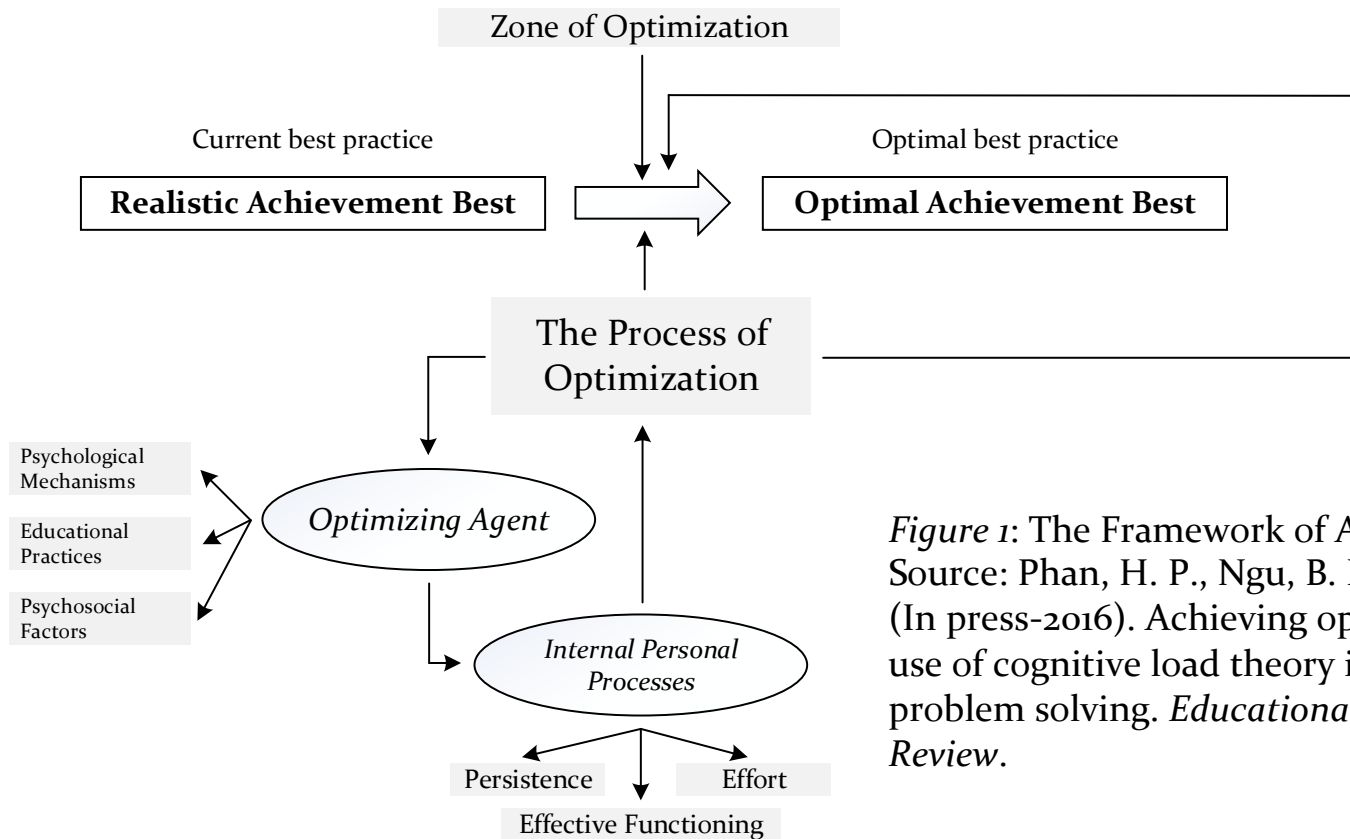 Zone of Optimization
Current best practice
Optimal best practice
Realistic Achievement Best
Optimal Achievement Best
The Process of
Optimization
Psychological
Mechanisms
Educational
Practices
Psychosocial
Factors
Optimizing Agent
Internal Personal
Processes
Persistence
Effort
Effective Functioning
Figure 1: The Framework of A
Source: Phan, H. P., Ngu, B.
(In press-2016). Achieving op
use of cognitive load theory i
problem solving. Educationa
Review.